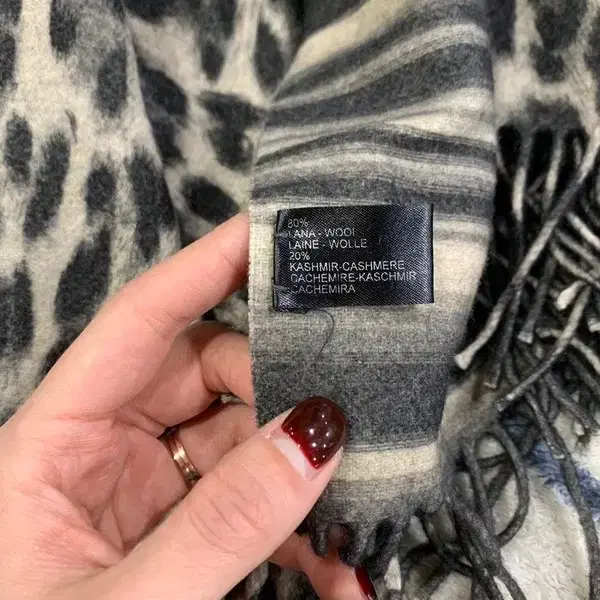 80%
LANA - WOOL
LAINE - WOLLE
20%
KASHMIR-CASHMERE
CACHEMIRE-KASCHMIR
CACHEMIRA